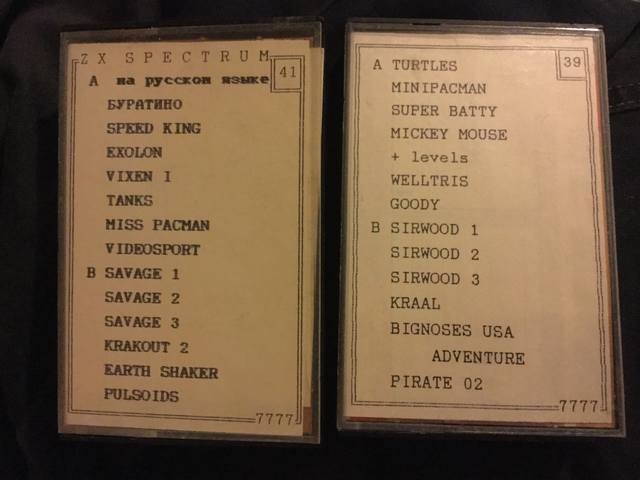 ZX SPECTRUM
41
A на русском языке
БУРАТИНО
SPEED KING
EXOLON
VIXEN I
TANKS
MISS PACMAN
VIDEOSPORT
B SAVAGE 1
SAVAGE 2
SAVAGE 3
KRAKOUT 2
EARTH SHAKER
PULSOIDS
7777
39
A TURTLES
MINIPACMAN
SUPER BATTY
MICKEY MOUSE
+ levels
WELLTRIS
GOODY
B SIRWOOD 1
SIRWOOD 2
SIRWOOD 3
KRAAL
BIGNOSES USA
ADVENTURE
PIRATE 02
7777